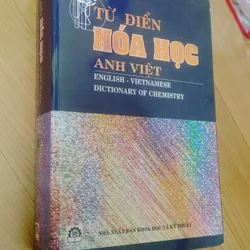 TỪ ĐIỂN
HÓA HỌC
ANH VIỆT
ENGLISH - VIETNAMESE
DICTIONARY OF CHEMISTRY
NHÀ XUẤT BẢN KHOA HỌC VÀ KỸ THUẬT